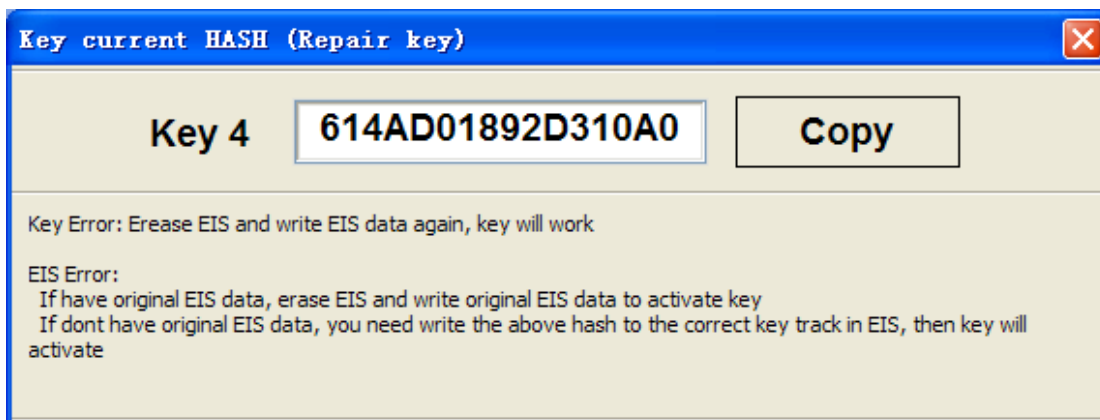 Key current HASH (Repair key)
Key 4 614AD01892D310A0 Copy
Key Error: Erease EIS and write EIS data again, key will work
EIS Error:
If have original EIS data, erase EIS and write original EIS data to activate key
If dont have original EIS data, you need write the above hash to the correct key track in EIS, then key will
activate